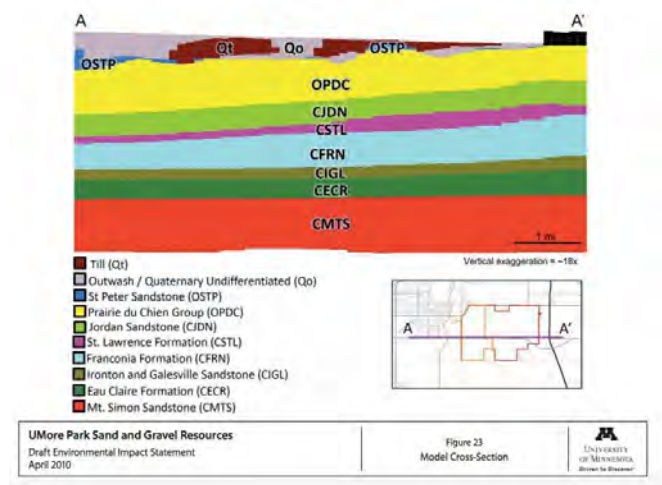 A A'
Qt Qo OSTP
OSTP
OPDC
CJDN
CSTL
CFRN
CIGL
CECR
CMTS
1 mi
Vertical exaggeration = ~18x
Till (Qt)
Outwash / Quaternary Undifferentiated (Qo)
St Peter Sandstone (OSTP)
Prairie du Chien Group (OPDC)
Jordan Sandstone (CJDN)
St. Lawrence Formation (CSTL)
Franconia Formation (CFRN)
Ironton and Galesville Sandstone (CIGL)
Eau Claire Formation (CECR)
Mt. Simon Sandstone (CMTS)
A A'
UMore Park Sand and Gravel Resources
Draft Environmental Impact Statement
April 2010
Figure 23
Model Cross-Section
M
UNIVERSITY
OF MINNESOTA
Driven to Discover